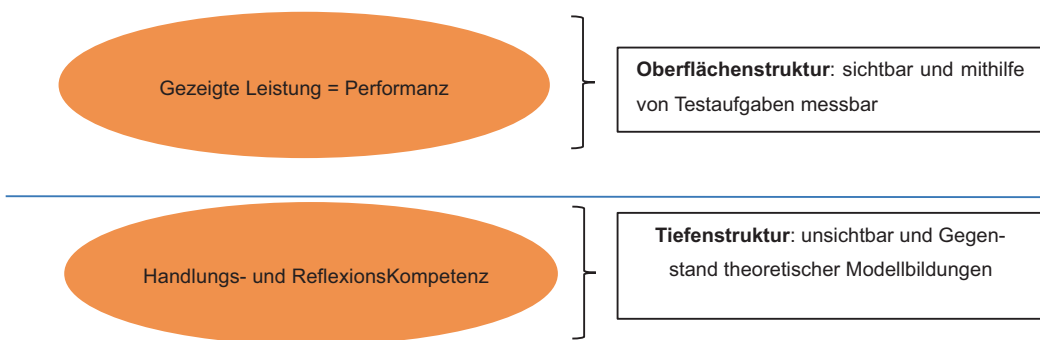 Gezeigte Leistung = Performanz
Oberflächenstruktur: sichtbar und mithilfe
von Testaufgaben messbar
Handlungs- und ReflexionsKompetenz
Tiefenstruktur: unsichtbar und Gegen-
stand theoretischer Modellbildungen